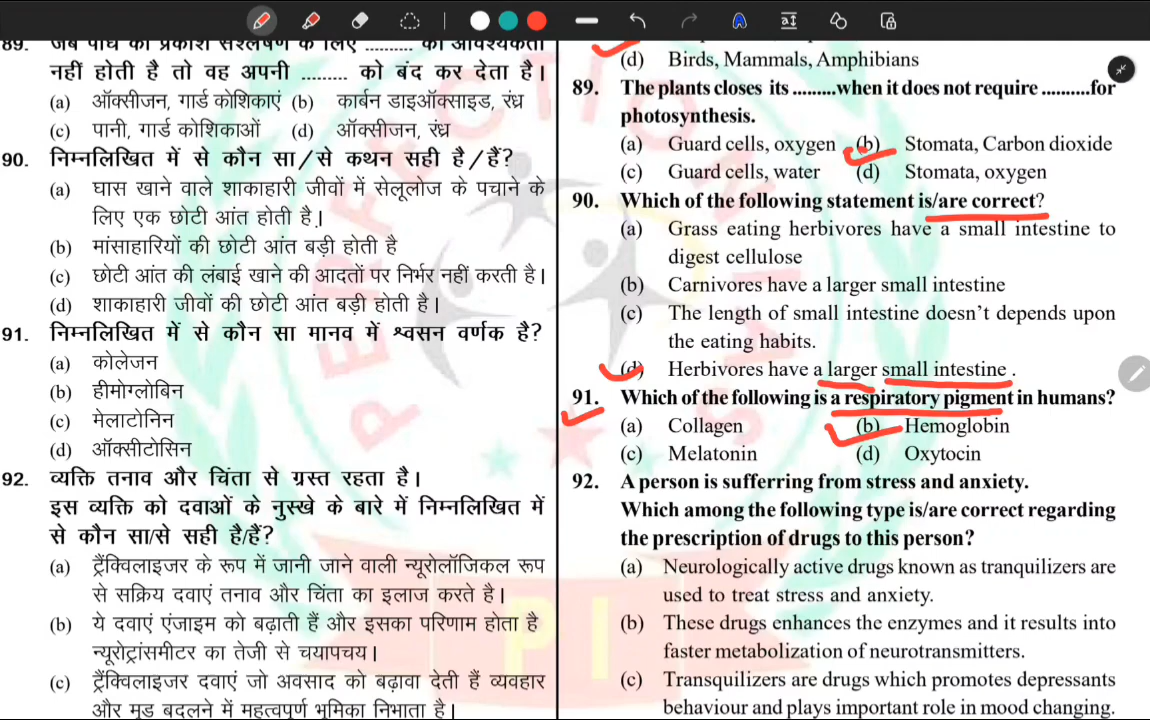 89. जब पौधे को प्रकाश संश्लेषण के लिए .......... की आवश्यकता
नहीं होती है तो वह अपनी ......... को बंद कर देता है।
(a) ऑक्सीजन, गार्ड कोशिकाएं (b) कार्बन डाइऑक्साइड, रंध्र
(c) पानी, गार्ड कोशिकाओं (d) ऑक्सीजन, रंध्र
90. निम्नलिखित में से कौन सा/से कथन सही है/हैं?
(a) घास खाने वाले शाकाहारी जीवों में सेलूलोज के पचाने के
लिए एक छोटी आंत होती है।
(b) मांसाहारियों की छोटी आंत बड़ी होती है
(c) छोटी आंत की लंबाई खाने की आदतों पर निर्भर नहीं करती है।
(d) शाकाहारी जीवों की छोटी आंत बड़ी होती है।
91. निम्नलिखित में से कौन सा मानव में श्वसन वर्णक है?
(a) कोलेजन
(b) हीमोग्लोबिन
(c) मेलाटोनिन
(d) ऑक्सीटोसिन
92. व्यक्ति तनाव और चिंता से ग्रस्त रहता है।
इस व्यक्ति को दवाओं के नुस्खे के बारे में निम्नलिखित में
से कौन सा/से सही है/हैं?
(a) ट्रैंक्विलाइजर के रूप में जानी जाने वाली न्यूरोलॉजिकल रूप
से सक्रिय दवाएं तनाव और चिंता का इलाज करते है।
(b) ये दवाएं एंजाइम को बढ़ाती हैं और इसका परिणाम होता है
न्यूरोट्रांसमीटर का तेजी से चयापचय।
(c) ट्रैंक्विलाइजर दवाएं जो अवसाद को बढ़ावा देती हैं व्यवहार
और मूड बदलने में महत्वपूर्ण भूमिका निभाता है।
(d) Birds, Mammals, Amphibians
89. The plants closes its .........when it does not require ..........for
photosynthesis.
(a) Guard cells, oxygen (b) Stomata, Carbon dioxide
(c) Guard cells, water (d) Stomata, oxygen
90. Which of the following statement is/are correct?
(a) Grass eating herbivores have a small intestine to
digest cellulose
(b) Carnivores have a larger small intestine
(c) The length of small intestine doesn't depends upon
the eating habits.
(d) Herbivores have a larger small intestine .
91. Which of the following is a respiratory pigment in humans?
(a) Collagen (b) Hemoglobin
(c) Melatonin (d) Oxytocin
92. A person is sufferring from stress and anxiety.
Which among the following type is/are correct regarding
the prescription of drugs to this person?
(a) Neurologically active drugs known as tranquilizers are
used to treat stress and anxiety.
(b) These drugs enhances the enzymes and it results into
faster metabolization of neurotransmitters.
(c) Transquilizers are drugs which promotes depressants
behaviour and plays important role in mood changing.